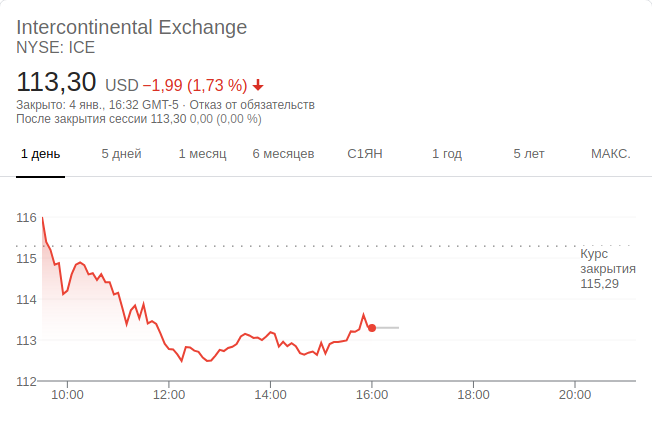 Intercontinental Exchange
NYSE: ICE
113,30 USD −1,99 (1,73 %)
Закрыто: 4 янв., 16:32 GMT-5 · Отказ от обязательств
После закрытия сессии 113,30 0,00 (0,00 %)
1 день 5 дней 1 месяц 6 месяцев С1ЯН 1 год 5 лет МАКС.
116
115
114
113
112
Курс
закрытия
115,29
10:00 12:00 14:00 16:00 18:00 20:00